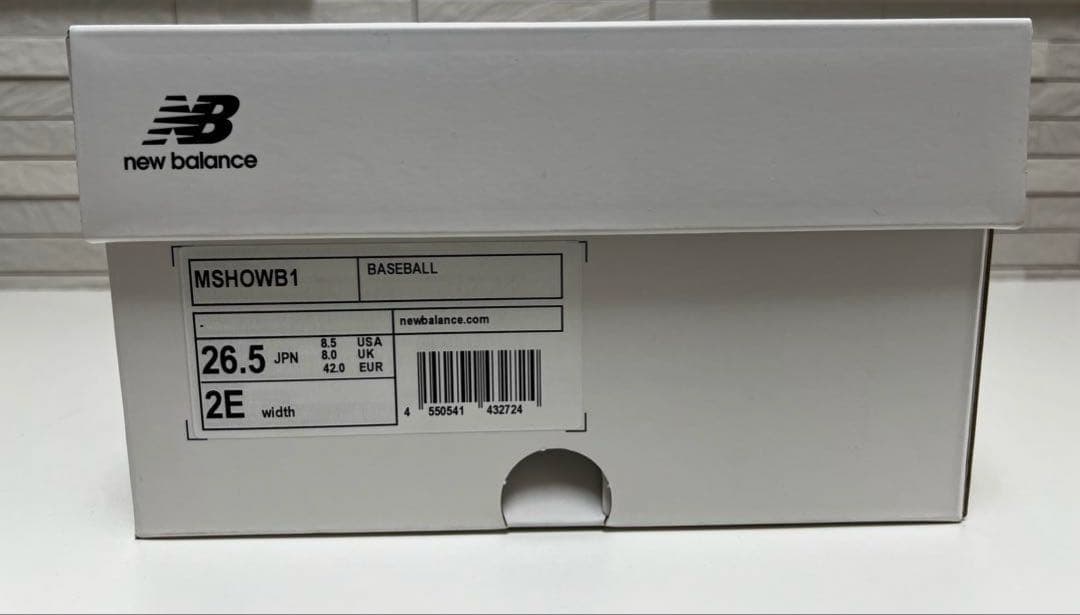 NB
new balance
MSHOWB1
BASEBALL
-
newbalance.com
26.5 JPN
8.5 USA
8.0 UK
42.0 EUR
2E width
4 550541 432724